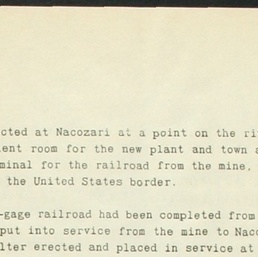 cted at Nacozari at a point on the ri
ient room for the new plant and town a
minal for the railroad from the mine,
the United States border.
-gage railroad had been completed from
put into service from the mine to Naco
lter erected and placed in service at